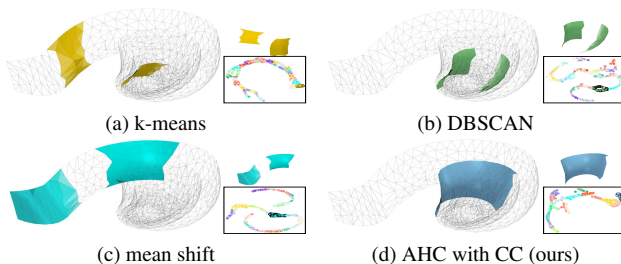 (a) k-means
(b) DBSCAN
(c) mean shift
(d) AHC with CC (ours)